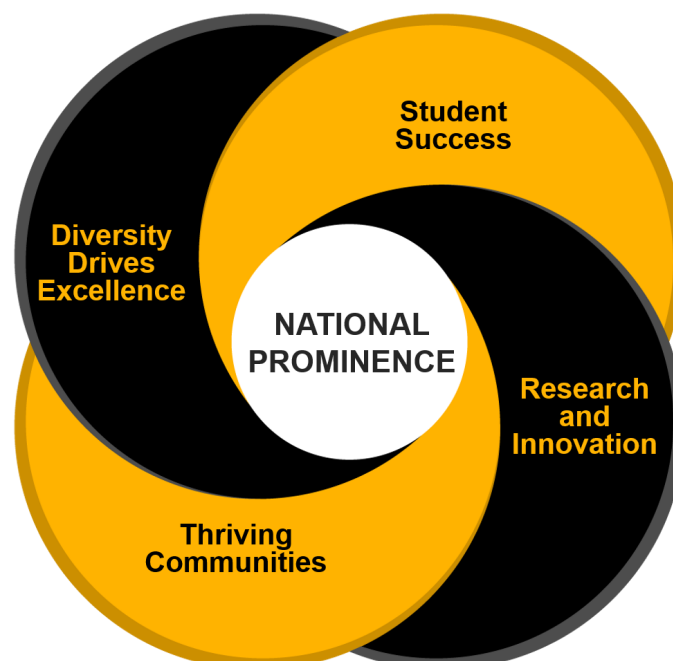 Student
Success
Diversity
Drives
Excellence
NATIONAL
PROMINENCE
Research
and
Innovation
Thriving
Communities